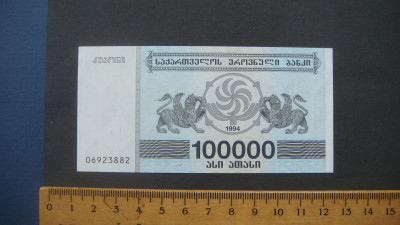 კუპონი
საქართველოს ეროვნული ბანკი
1994
100000
06923882
ასი ათასი
0 1 2 3 4 5 6 7 8 9 10 11 12 13 14 15